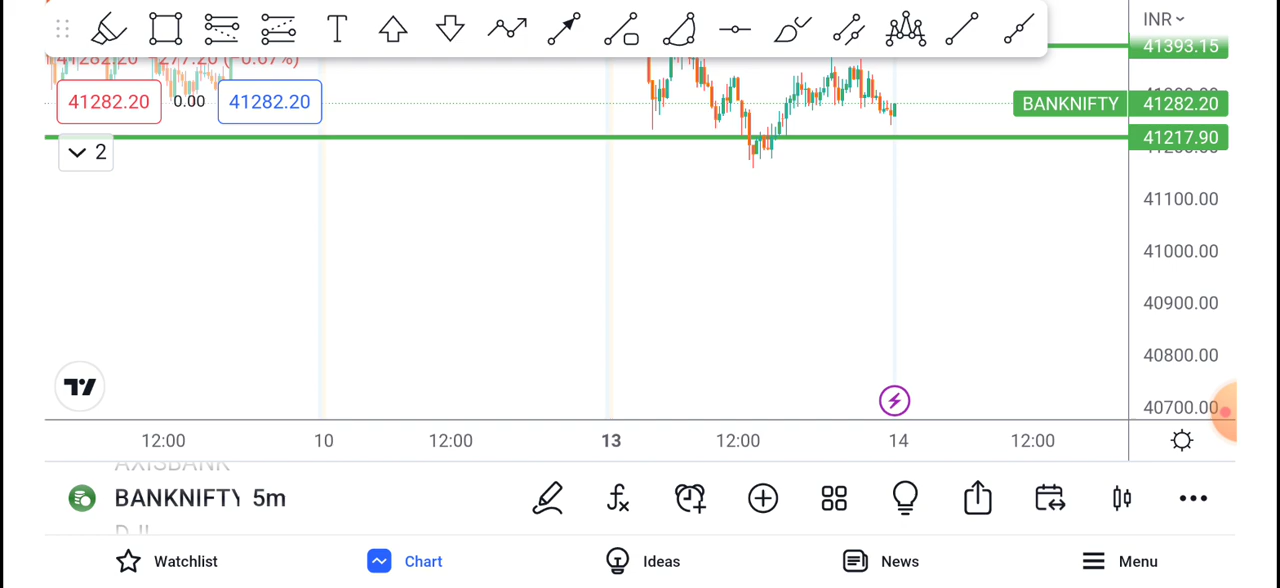 INR
41393.15
41282.20 -277.20 (-0.67%)
41282.20 0.00 41282.20
BANKNIFTY 41282.20
41217.90
2
41100.00
41000.00
40900.00
40800.00
40700.00
12:00 10 12:00 13 12:00 14 12:00
AXISBANK
BANKNIFTY 5m
DJI
Watchlist Chart Ideas News Menu